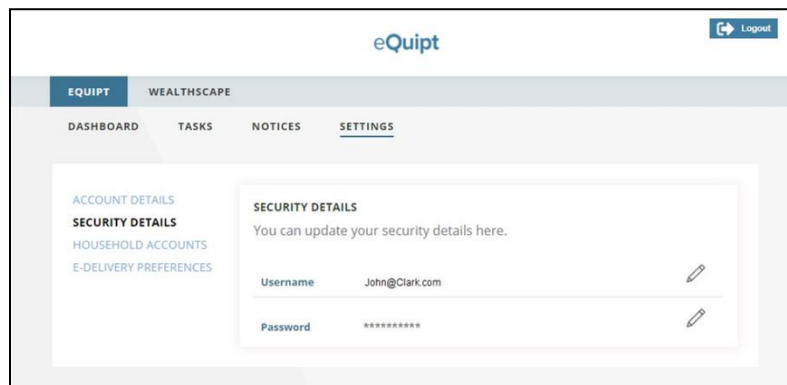 eQuipt
Logout
EQUIPT WEALTHSCAPE
DASHBOARD TASKS NOTICES SETTINGS
ACCOUNT DETAILS
SECURITY DETAILS
HOUSEHOLD ACCOUNTS
E-DELIVERY PREFERENCES
SECURITY DETAILS
You can update your security details here.
Username John@Clark.com
Password **********